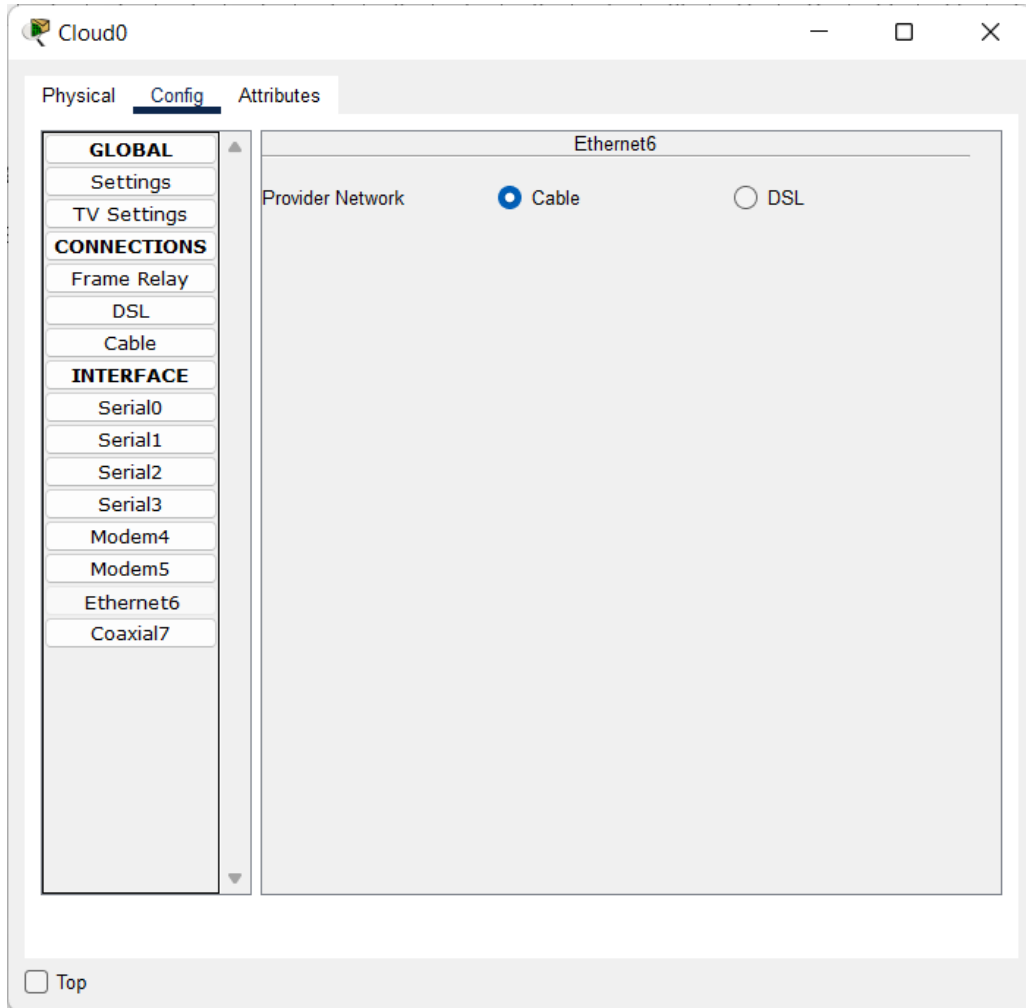 Cloud0
Physical Config Attributes
GLOBAL
Settings
TV Settings
CONNECTIONS
Frame Relay
DSL
Cable
INTERFACE
Serial0
Serial1
Serial2
Serial3
Modem4
Modem5
Ethernet6
Coaxial7
Ethernet6
Provider Network Cable DSL
Top